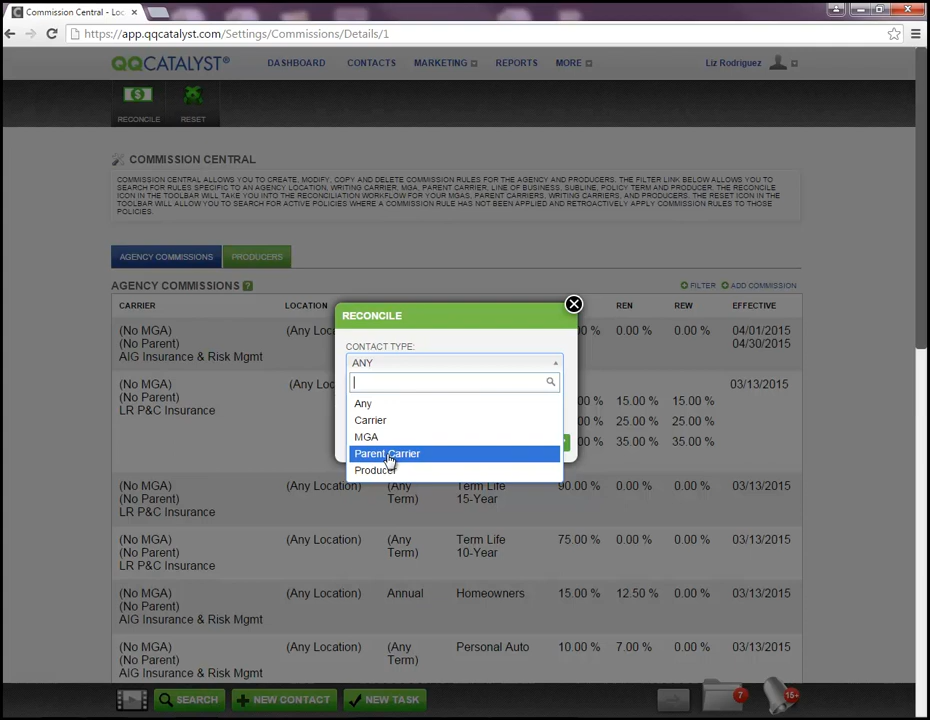 Commission Central - Loc
https://app.qqcatalyst.com/Settings/Commissions/Details/1
QQCATALYST® DASHBOARD CONTACTS MARKETING REPORTS MORE Liz Rodriguez
RECONCILE RESET
COMMISSION CENTRAL
COMMISSION CENTRAL ALLOWS YOU TO CREATE, MODIFY, COPY AND DELETE COMMISSION RULES FOR THE AGENCY AND PRODUCERS. THE FILTER LINK BELOW ALLOWS YOU TO
SEARCH FOR RULES SPECIFIC TO AN AGENCY LOCATION, WRITING CARRIER, MGA, PARENT CARRIER, LINE OF BUSINESS, SUBLINE, POLICY TERM AND PRODUCER. THE RECONCILE
ICON IN THE TOOLBAR WILL TAKE YOU INTO THE RECONCILIATION WORKFLOW FOR YOUR MGAS, PARENT CARRIERS, WRITING CARRIERS, AND PRODUCERS. THE RESET ICON IN THE
TOOLBAR WILL ALLOW YOU TO SEARCH FOR ACTIVE POLICIES WHERE A COMMISSION RULE HAS NOT BEEN APPLIED AND RETROACTIVELY APPLY COMMISSION RULES TO THOSE
POLICIES.
AGENCY COMMISSIONS PRODUCERS
AGENCY COMMISSIONS ? FILTER ADD COMMISSION
CARRIER LOCATION REN REW EFFECTIVE
(No MGA) (Any Loca 0 % 0.00 % 0.00 % 04/01/2015
(No Parent) 04/30/2015
AIG Insurance & Risk Mgmt
(No MGA) (Any Loc 03/13/2015
(No Parent) 00 % 15.00 % 15.00 %
LR P&C Insurance 00 % 25.00 % 25.00 %
00 % 35.00 % 35.00 %
RECONCILE
CONTACT TYPE:
ANY
Any
Carrier
MGA
Parent Carrier
Producer
(No MGA) (Any Location) (Any Term Life 90.00 % 0.00 % 0.00 % 03/13/2015
(No Parent) Term) 15-Year
LR P&C Insurance
(No MGA) (Any Location) (Any Term Life 75.00 % 0.00 % 0.00 % 03/13/2015
(No Parent) Term) 10-Year
LR P&C Insurance
(No MGA) (Any Location) Annual Homeowners 15.00 % 12.50 % 0.00 % 03/13/2015
(No Parent)
AIG Insurance & Risk Mgmt
(No MGA) (Any Location) (Any Personal Auto 10.00 % 7.00 % 0.00 % 03/13/2015
(No Parent) Term)
AIG Insurance & Risk Mgmt
SEARCH NEW CONTACT NEW TASK 7 15+